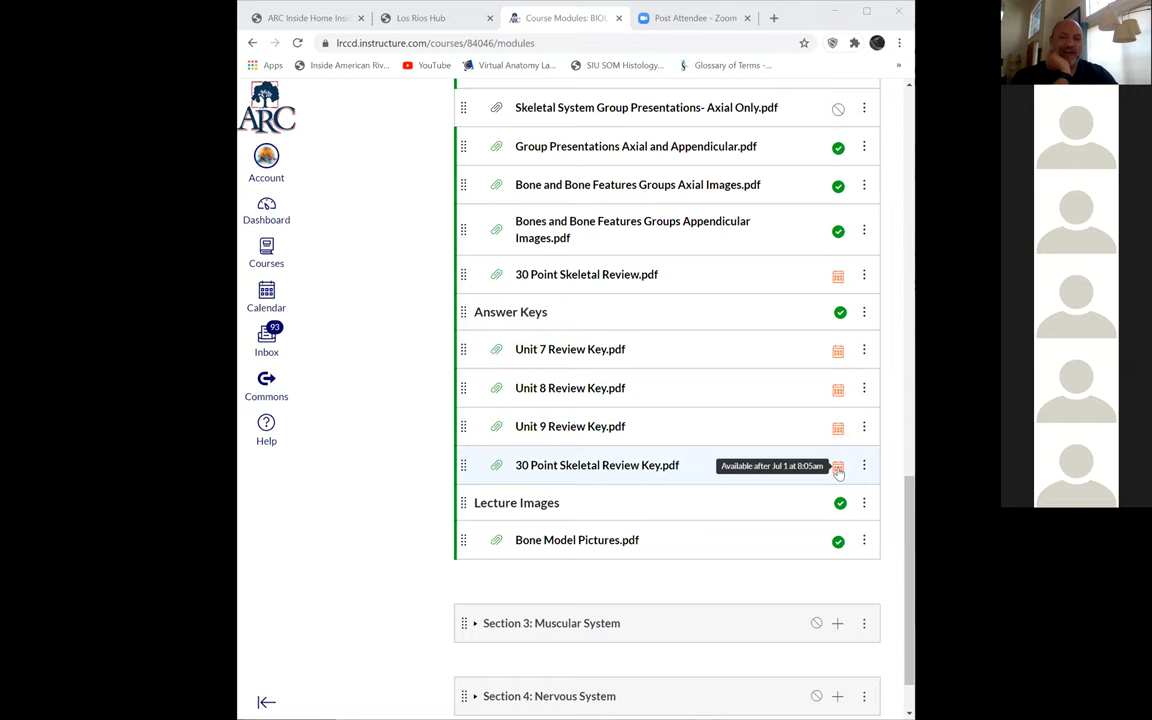 ARC Inside Home Insi
Los Rios Hub
Course Modules: BIOL
Post Attendee - Zoom
lrccd.instructure.com/courses/84046/modules
Apps
Inside American Riv...
YouTube
Virtual Anatomy La...
SIU SOM Histology...
Glossary of Terms -...
»
ARC
Account
Dashboard
Courses
Calendar
93
Inbox
Commons
Help
Skeletal System Group Presentations- Axial Only.pdf
Group Presentations Axial and Appendicular.pdf
Bone and Bone Features Groups Axial Images.pdf
Bones and Bone Features Groups Appendicular
Images.pdf
30 Point Skeletal Review.pdf
Answer Keys
Unit 7 Review Key.pdf
Unit 8 Review Key.pdf
Unit 9 Review Key.pdf
30 Point Skeletal Review Key.pdf
Available after Jul 1 at 8:05am
Lecture Images
Bone Model Pictures.pdf
Section 3: Muscular System
Section 4: Nervous System